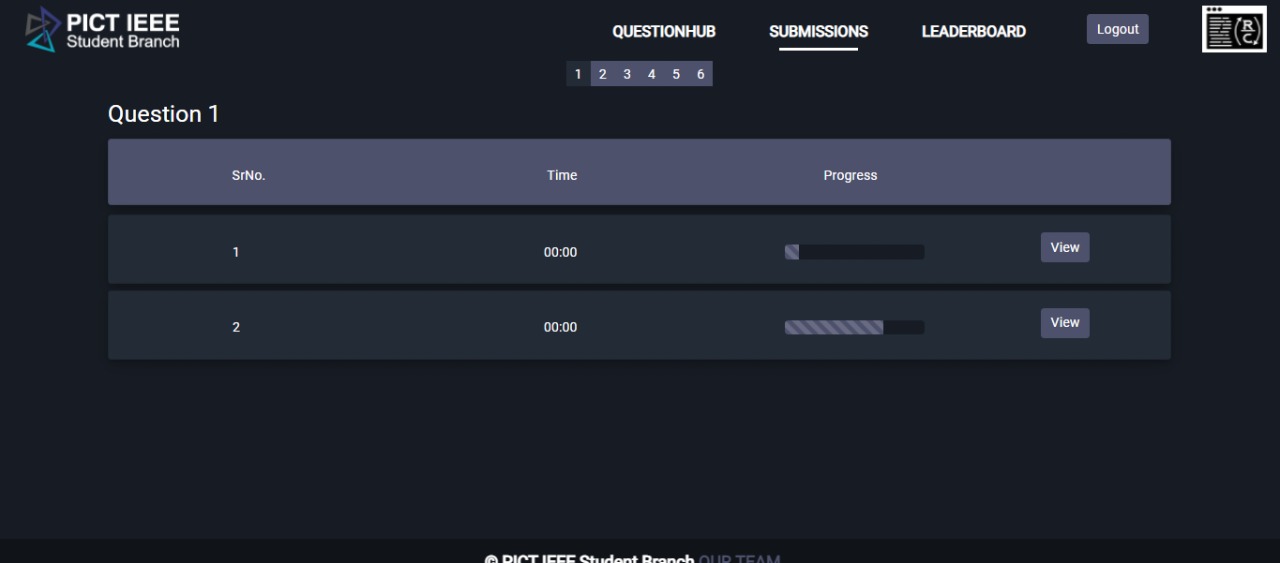 PICT IEEE
Student Branch
QUESTIONHUB SUBMISSIONS LEADERBOARD Logout
R
C
1 2 3 4 5 6
Question 1
SrNo. Time Progress
1 00:00 View
2 00:00 View
© PICT IEEE Student Branch OUR TEAM